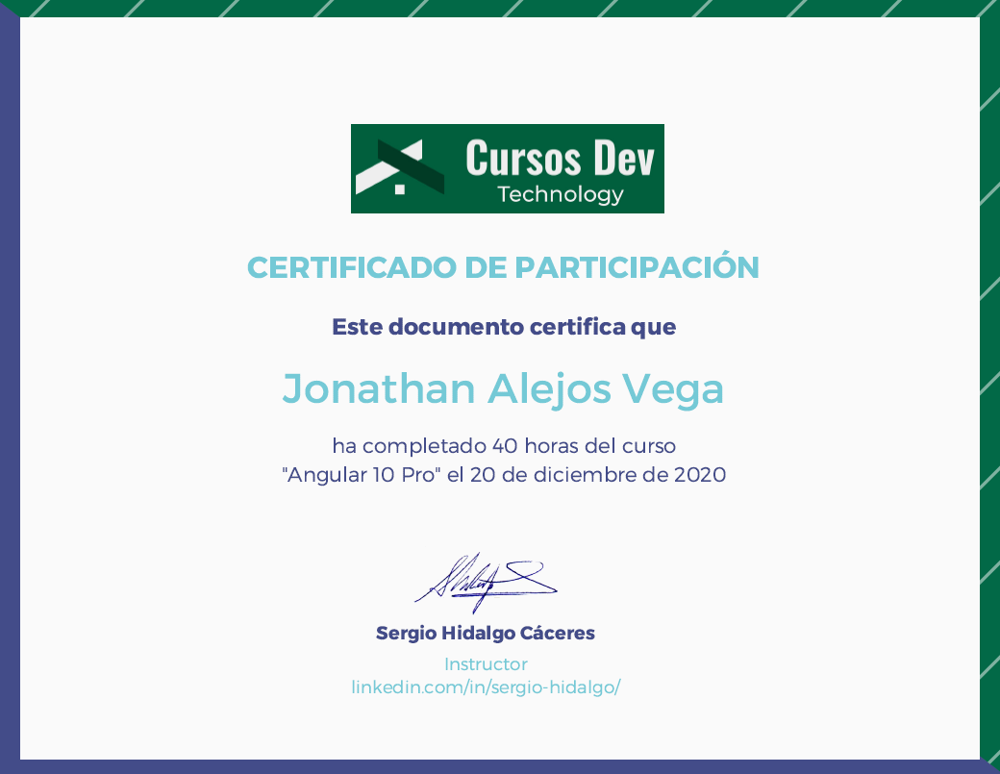 Cursos Dev
Technology
CERTIFICADO DE PARTICIPACIÓN
Este documento certifica que
Jonathan Alejos Vega
ha completado 40 horas del curso
"Angular 10 Pro" el 20 de diciembre de 2020
Sergio Hidalgo Cáceres
Instructor
linkedin.com/in/sergio-hidalgo/